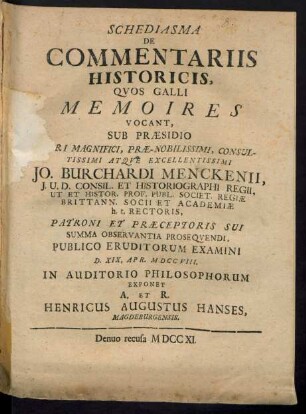 SCHEDIASMA
DE
COMMENTARIIS
HISTORICIS,
QVOS GALLI
MEMOIRES
VOCANT,
SUB PRÆSIDIO
RI MAGNIFICI, PRÆ-NOBILISSIMI, CONSUL-
TISSIMI ATQVE EXCELLENTISSIMI
JO. BURCHARDI MENCKENII,
J. U. D. CONSIL. ET HISTORIOGRAPHI REGII,
UT ET HISTOR. PROF. PUBL. SOCIET. REGIÆ
BRITTANN. SOCII ET ACADEMIÆ
h. t. RECTORIS,
PATRONI ET PRÆCEPTORIS SUI
SUMMA OBSERVANTIA PROSEQVENDI,
PUBLICO ERUDITORUM EXAMINI
D. XIX. APR. MDCCVIII.
IN AUDITORIO PHILOSOPHORUM
EXPONET
A. ET R.
HENRICUS AUGUSTUS HANSES,
MAGDEBURGENSIS.
Denuo recusa MDCCXI.